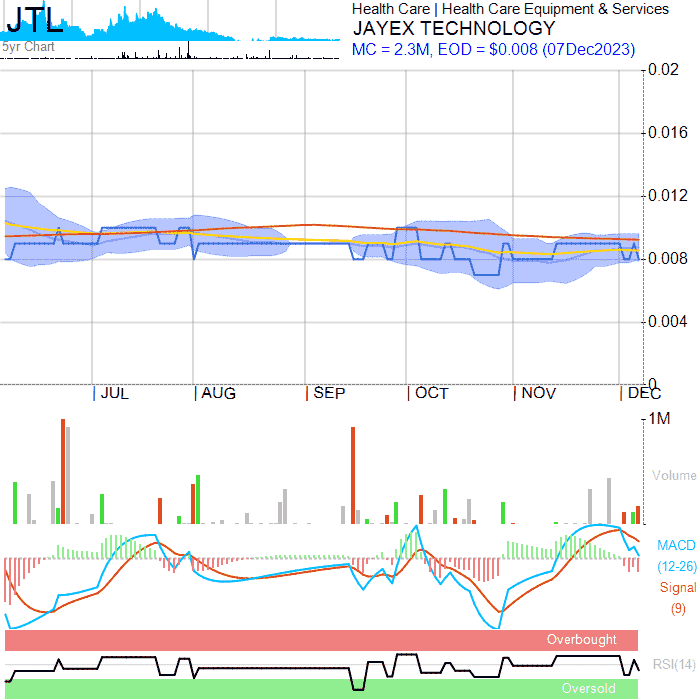 JTL
5yr Chart
Health Care | Health Care Equipment & Services
JAYEX TECHNOLOGY
MC = 2.3M, EOD = $0.008 (07Dec2023)
0.02
0.016
0.012
0.008
0.004
0
JUL
AUG
SEP
OCT
NOV
DEC
1M
Volume
MACD
(12-26)
Signal
(9)
Overbought
RSI(14)
Oversold